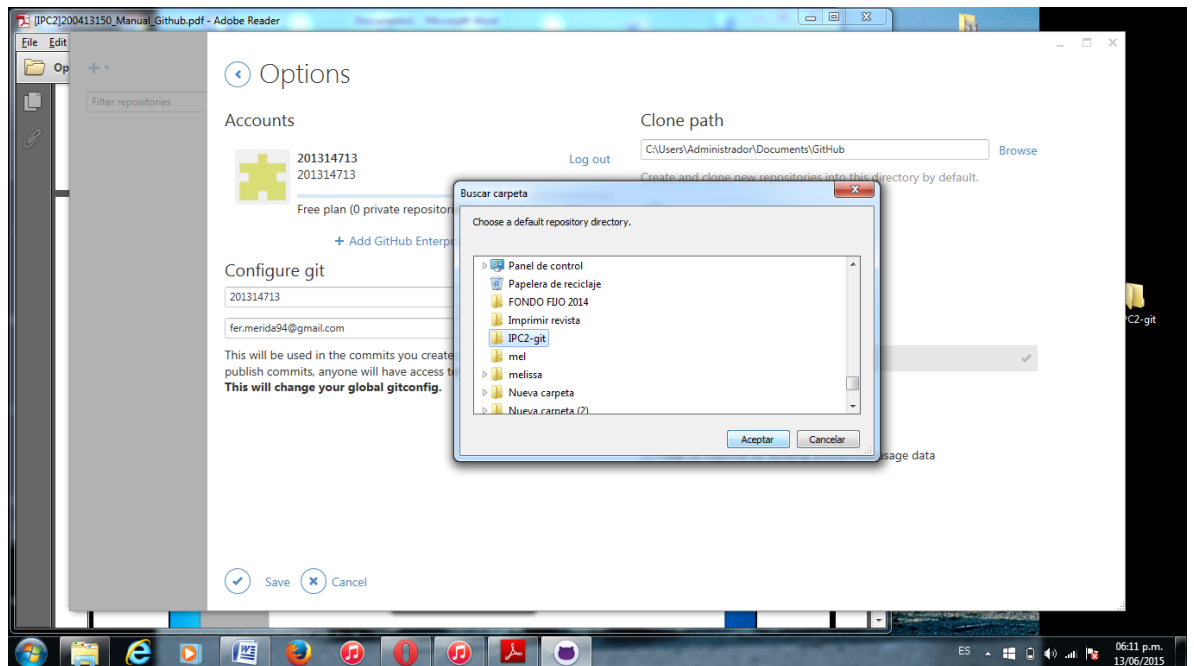 [IPC2]200413150_Manual_Github.pdf - Adobe Reader
File Edit
Op
Filter repositories
Options
Accounts
201314713
201314713
Log out
Free plan (0 private repositori
+ Add GitHub Enterpr
Configure git
201314713
fer.merida94@gmail.com
This will be used in the commits you create
publish commits, anyone will have access t
This will change your global gitconfig.
Clone path
C:\Users\Administrador\Documents\GitHub
Browse
Create and clone new repositories into this directory by default.
Buscar carpeta
Choose a default repository directory.
Panel de control
Papelera de reciclaje
FONDO FIJO 2014
Imprimir revista
IPC2-git
mel
melissa
Nueva carpeta
Nueva carpeta (2)
Aceptar
Cancelar
usage data
Save
Cancel
C2-git
ES
06:11 p.m.
13/06/2015